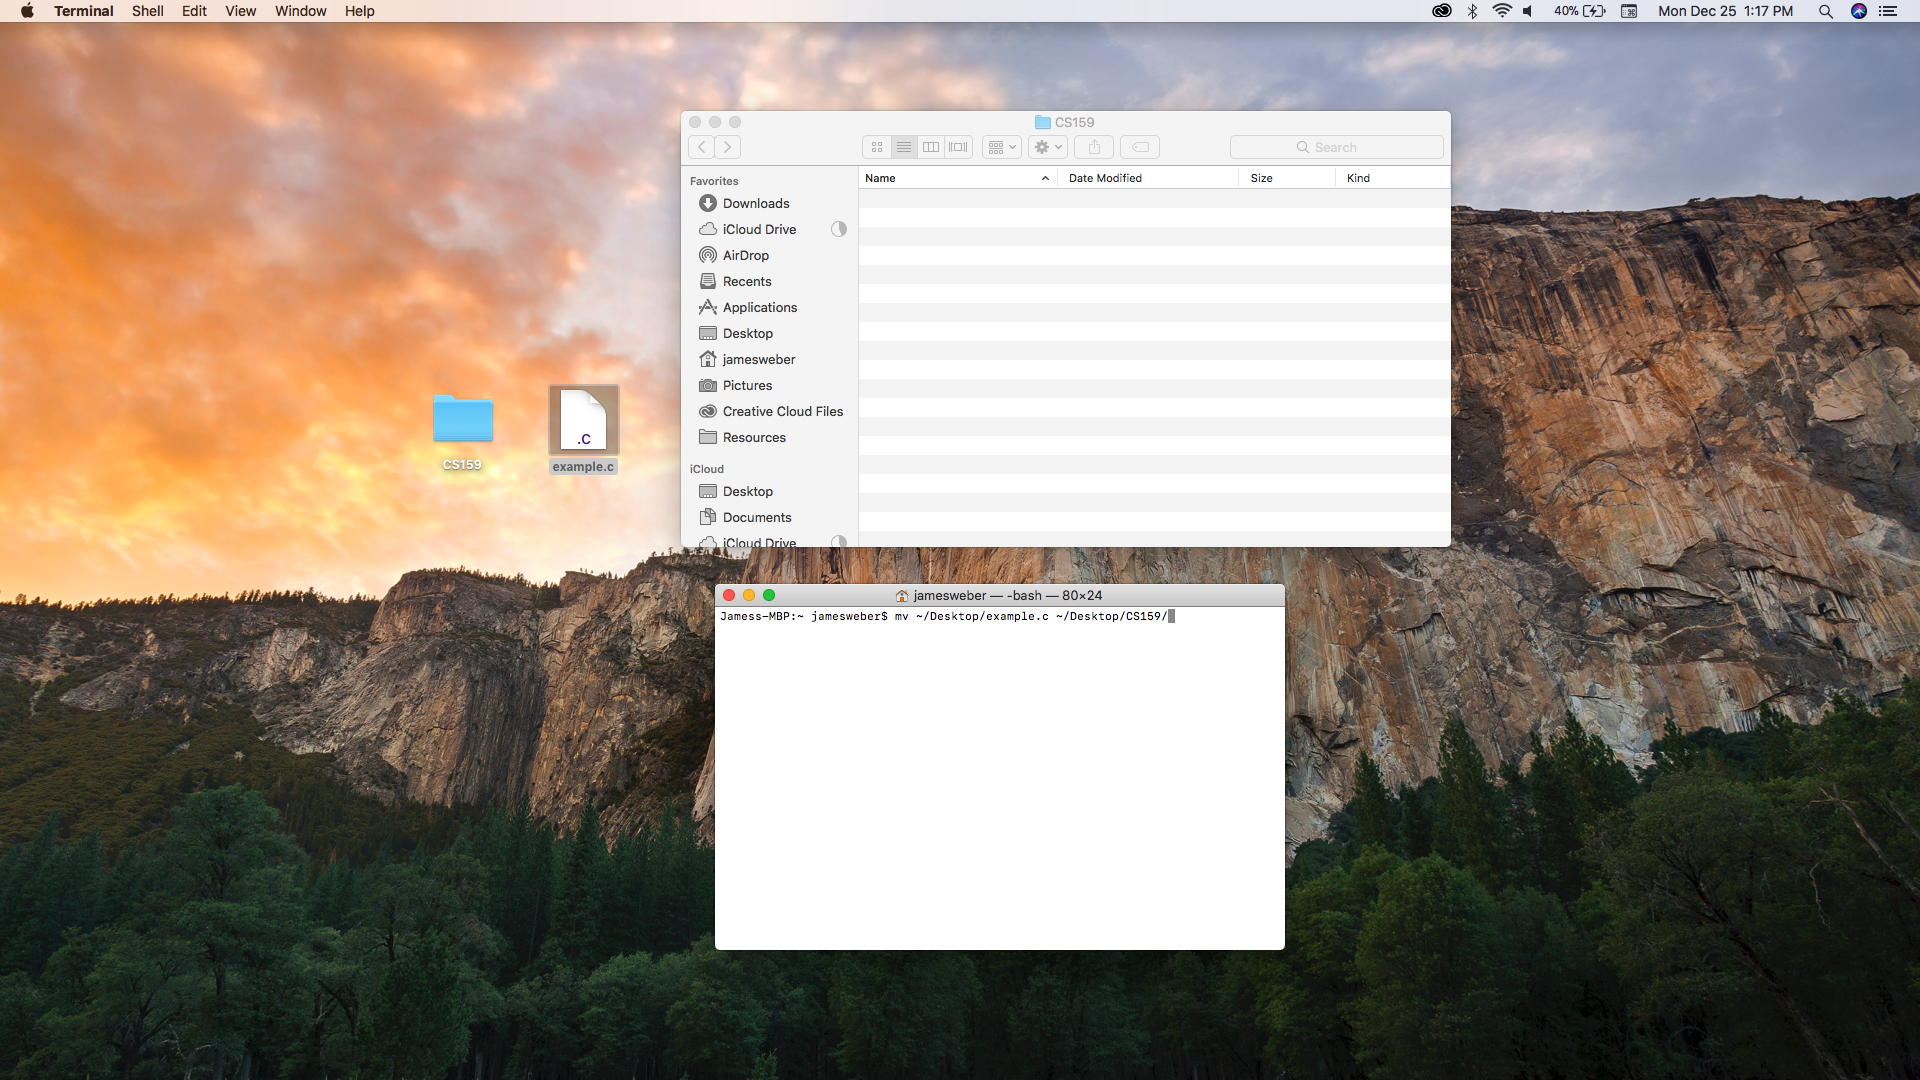 Terminal Shell Edit View Window Help 40% Mon Dec 25 1:17 PM
CS159
Search
Favorites
Name Date Modified Size Kind
Downloads
iCloud Drive
AirDrop
Recents
Applications
Desktop
jamesweber
Pictures
Creative Cloud Files
Resources
iCloud
Desktop
Documents
iCloud Drive
.C
CS159
example.c
jamesweber — -bash — 80×24
Jamess-MBP:~ jamesweber$ mv ~/Desktop/example.c ~/Desktop/CS159/